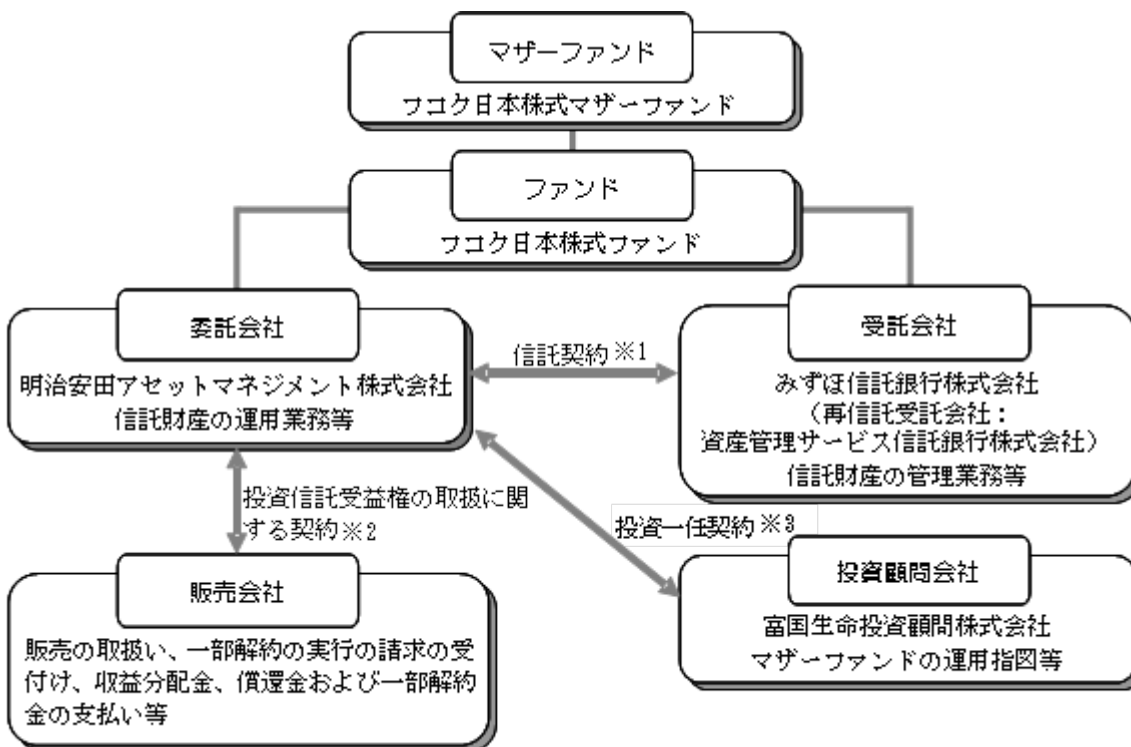 マザーファンド
フコク日本株式マザーファンド
ファンド
フコク日本株式ファンド
委託会社
明治安田アセットマネジメント株式会社
信託財産の運用業務等
信託契約※1
受託会社
みずほ信託銀行株式会社
（再信託受託会社：
資産管理サービス信託銀行株式会社）
信託財産の管理業務等
投資信託受益権の取扱に関
する契約※2
投資一任契約※3
販売会社
販売の取扱い、一部解約の実行の請求の受
付け、収益分配金、償還金および一部解約
金の支払い等
投資顧問会社
富国生命投資顧問株式会社
マザーファンドの運用指図等